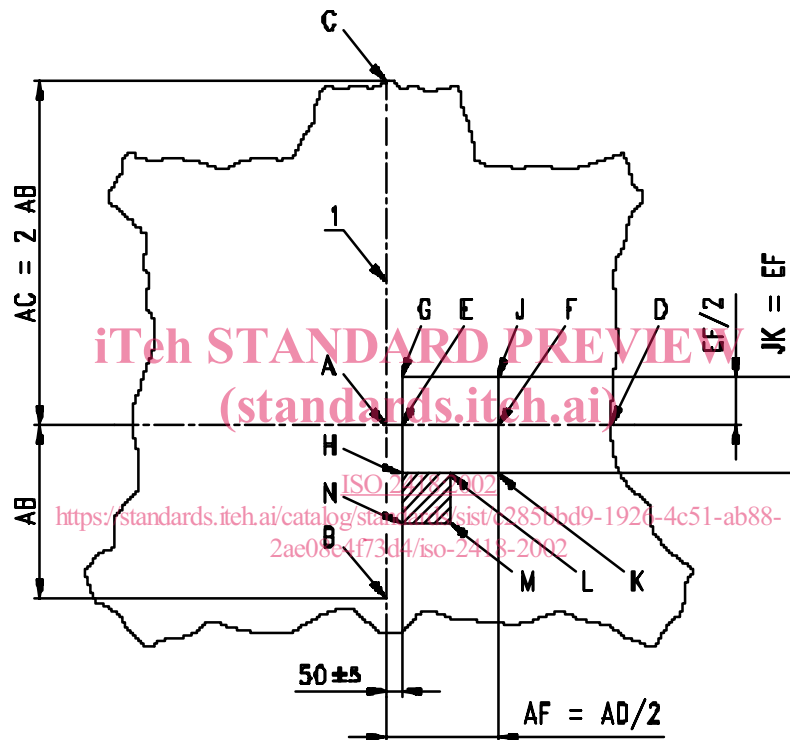 C
AC = 2 AB
1
G E J F D
EF/2
JK = EF
iTeh STANDARD PREVIEW
A
(standards.iteh.ai)
H
ISO 2418:2002
N
AB
https://standards.iteh.ai/catalog/standards/sist/c285bbd9-1926-4c51-ab88-
2ae08e4f73d4/iso-2418-2002
B
M L K
50 ±5
AF = AD/2